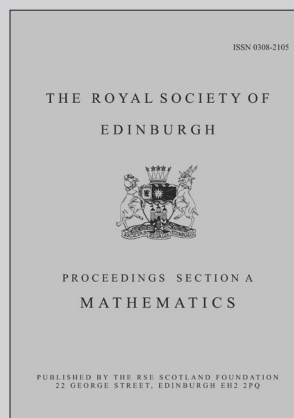 ISSN 0308-2105
THE ROYAL SOCIETY OF
EDINBURGH
PROCEEDINGS SECTION A
MATHEMATICS
PUBLISHED BY THE RSE SCOTLAND FOUNDATION
22 GEORGE STREET, EDINBURGH EH2 2PQ